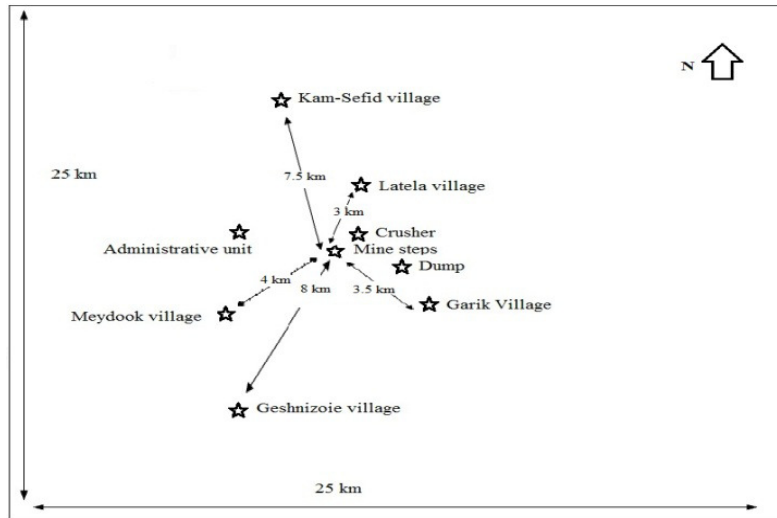 N
Kam-Sefid village
25 km
7.5 km
Latela village
3 km
Crusher
Administrative unit
Mine steps
Dump
4 km
8 km
3.5 km
Garik Village
Meydook village
Geshnizoie village
25 km